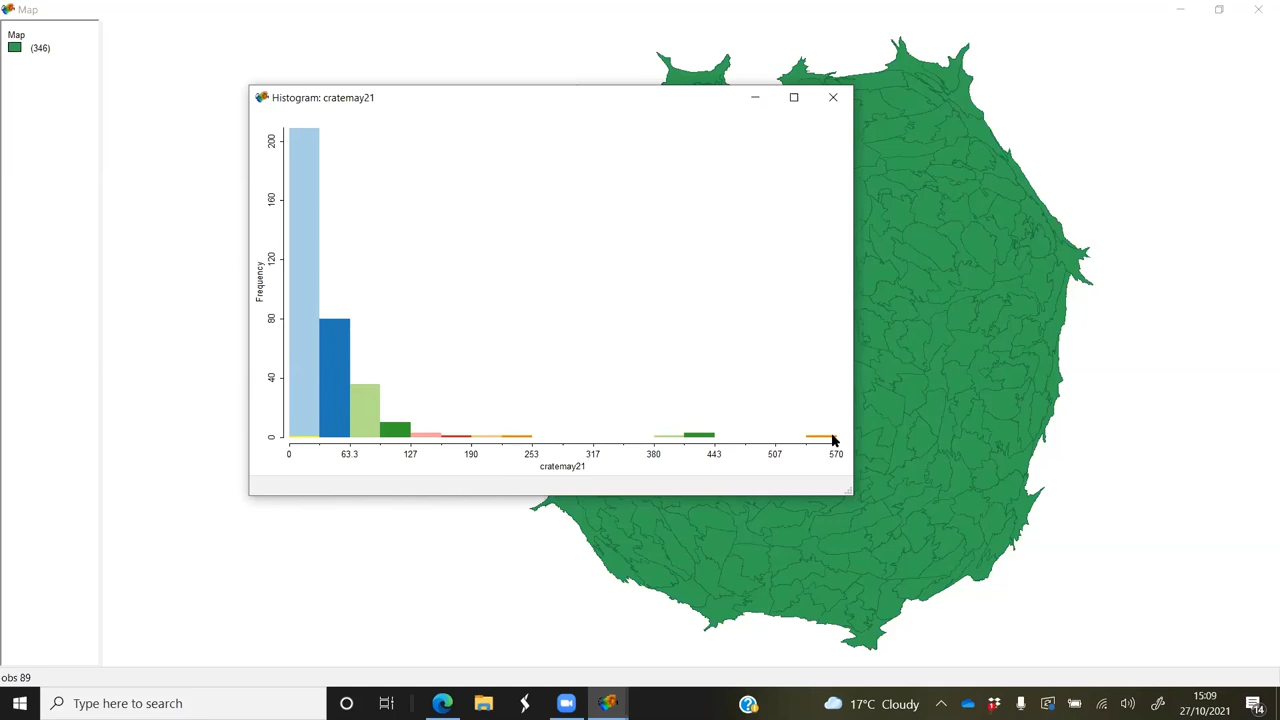 Map
Map
(346)
Histogram: cratemay21
Frequency
200
160
120
80
40
0
0 63.3 127 190 253 317 380 443 507 570
cratemay21
obs 89
Type here to search
17°C Cloudy
15:09
27/10/2021
14